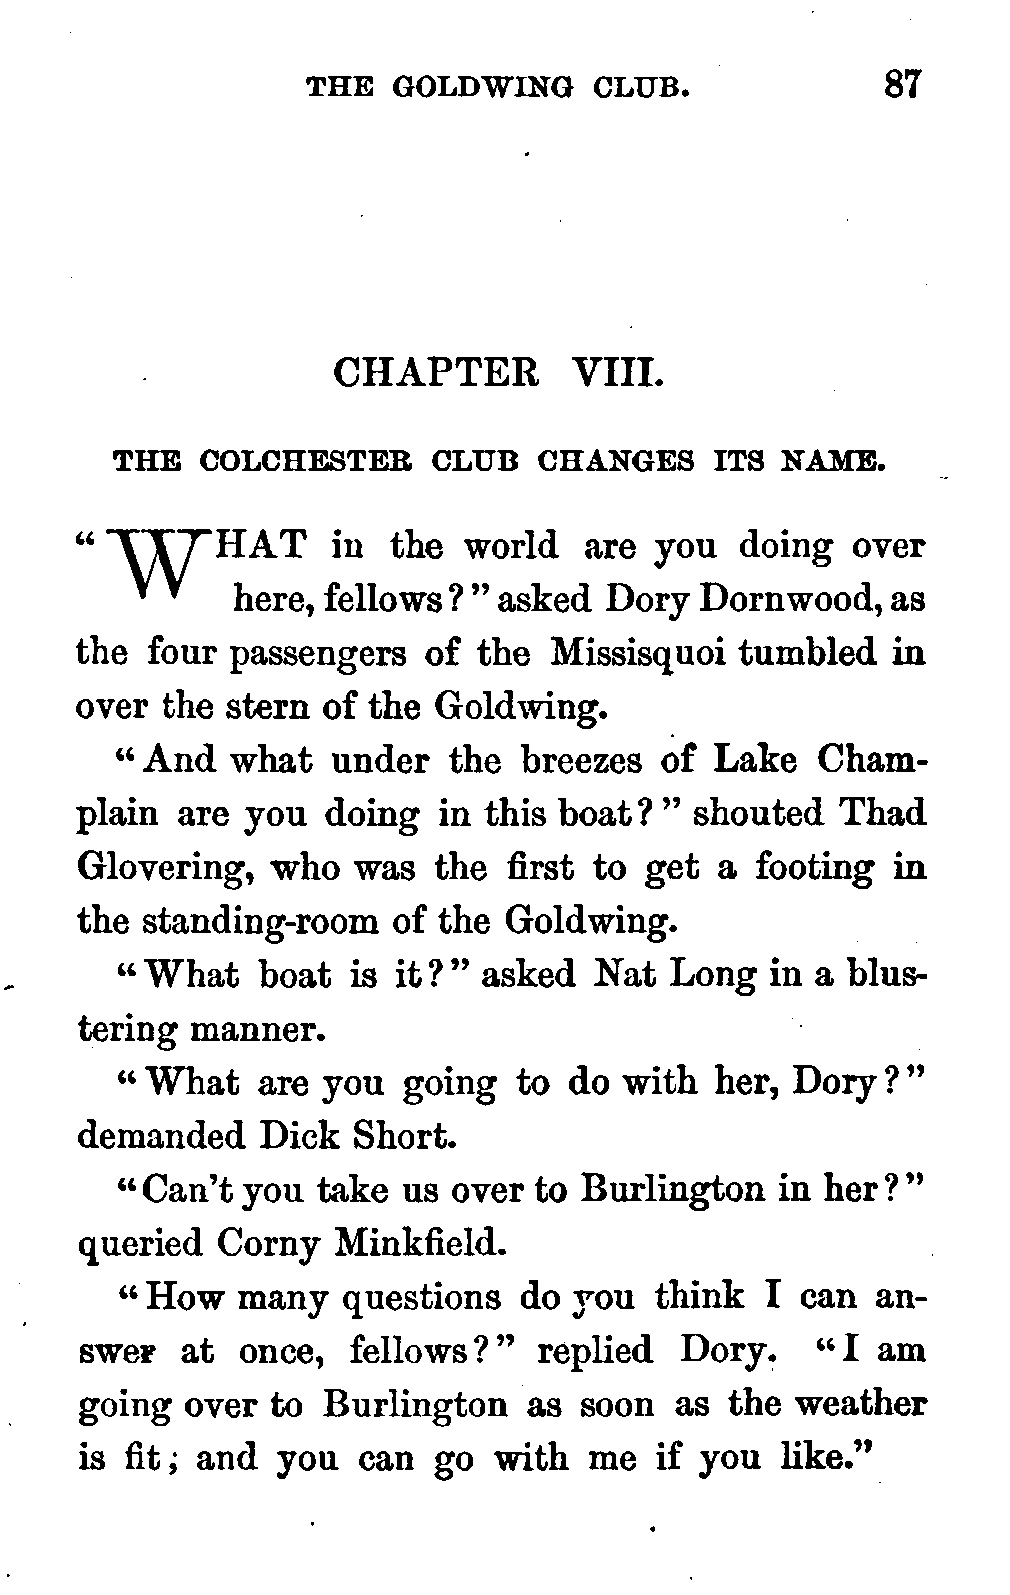 THE GOLDWING CLUB. 87
CHAPTER VIII.
THE COLCHESTER CLUB CHANGES ITS NAME.
“WHAT in the world are you doing over
here, fellows?” asked Dory Dornwood, as
the four passengers of the Missisquoi tumbled in
over the stern of the Goldwing.
“And what under the breezes of Lake Cham-
plain are you doing in this boat?” shouted Thad
Glovering, who was the first to get a footing in
the standing-room of the Goldwing.
“What boat is it?” asked Nat Long in a blus-
tering manner.
“What are you going to do with her, Dory?”
demanded Dick Short.
“Can’t you take us over to Burlington in her?”
queried Corny Minkfield.
“How many questions do you think I can an-
swer at once, fellows?” replied Dory. “I am
going over to Burlington as soon as the weather
is fit; and you can go with me if you like.”